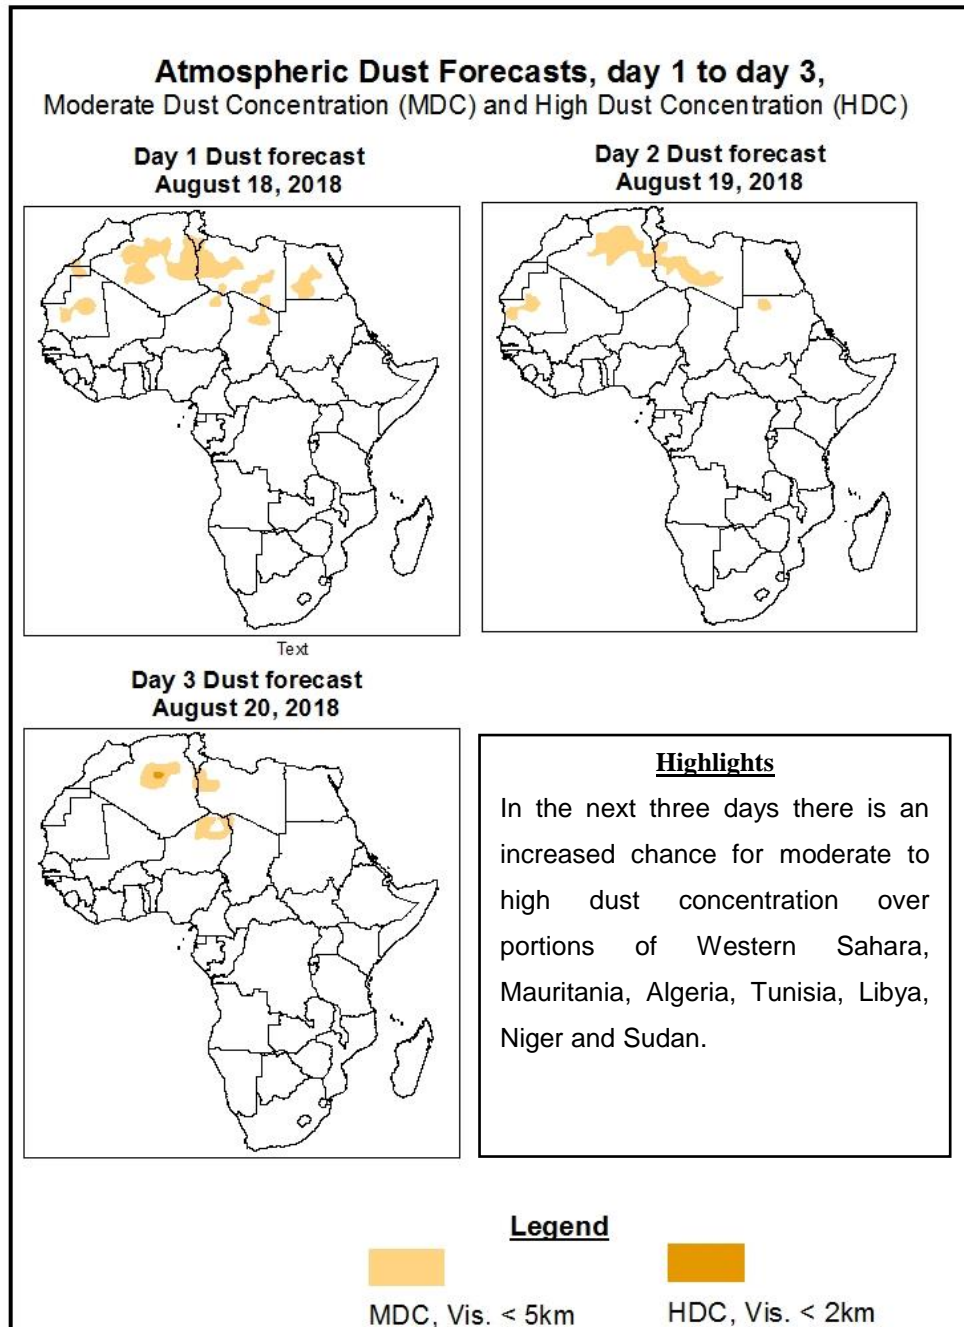 Atmospheric Dust Forecasts, day 1 to day 3,
Moderate Dust Concentration (MDC) and High Dust Concentration (HDC)
Day 1 Dust forecast
August 18, 2018
Day 2 Dust forecast
August 19, 2018
Text
Day 3 Dust forecast
August 20, 2018
Highlights
In the next three days there is an
increased chance for moderate to
high dust concentration over
portions of Western Sahara,
Mauritania, Algeria, Tunisia, Libya,
Niger and Sudan.
Legend
MDC, Vis. < 5km
HDC, Vis. < 2km